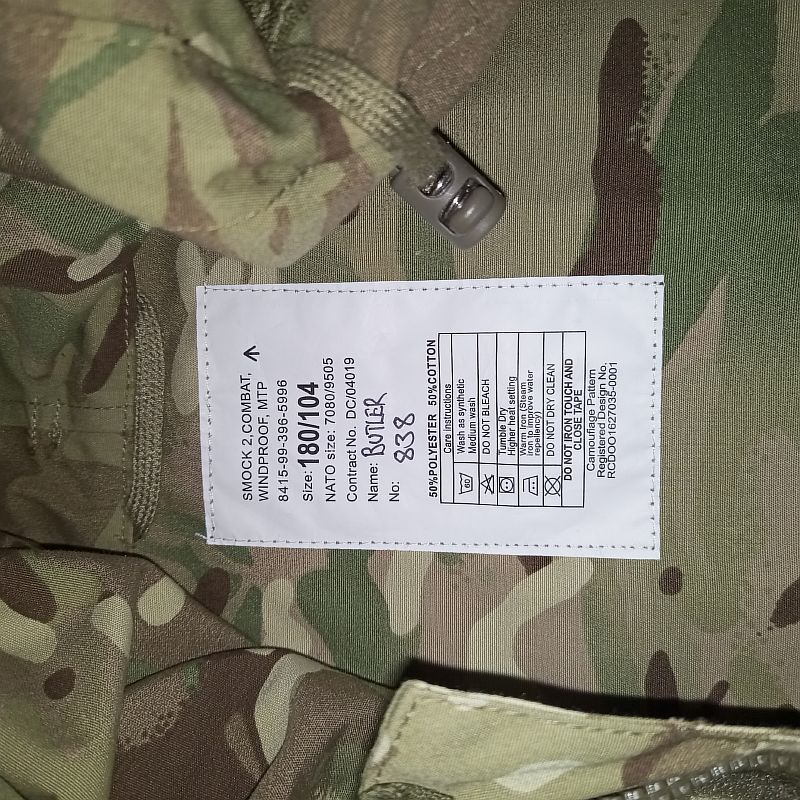 SMOCK 2,COMBAT,
WINDPROOF, MTP
8415-99-396-5996
Size: 180/104
NATO size: 7080/9505
Contract No. DC/04019
Name: BUTLER
No: 838
50%POLYESTER 50%COTTON
Care Instructions
60 Wash as synthetic
Medium wash
DO NOT BLEACH
Tumble Dry
Higher heat setting
Warm Iron (Steam
iron to improve water
repellency)
DO NOT DRY CLEAN
DO NOT IRON TOUCH AND
CLOSE TAPE
Camouflage Pattern
Registered Design No.
RCDOO01627035-0001